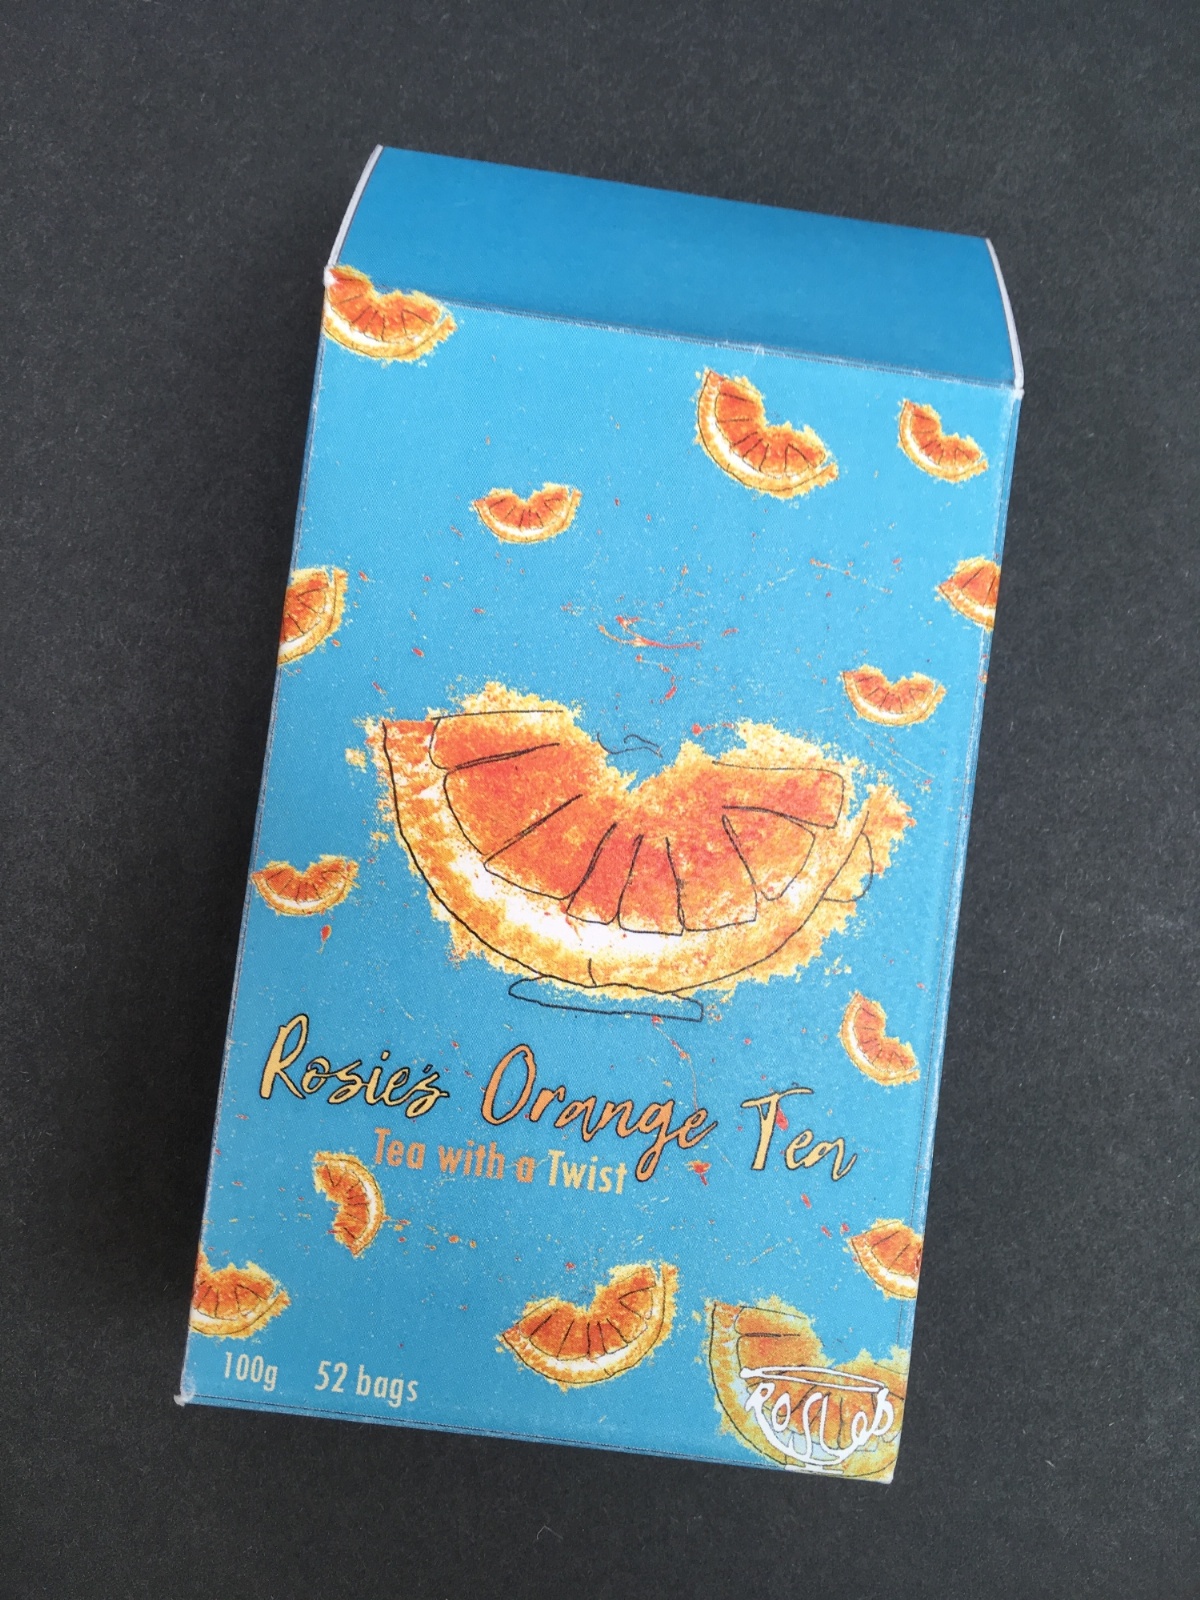 Rosie's Orange Tea
Tea with a Twist
100g 52 bags
Rosies